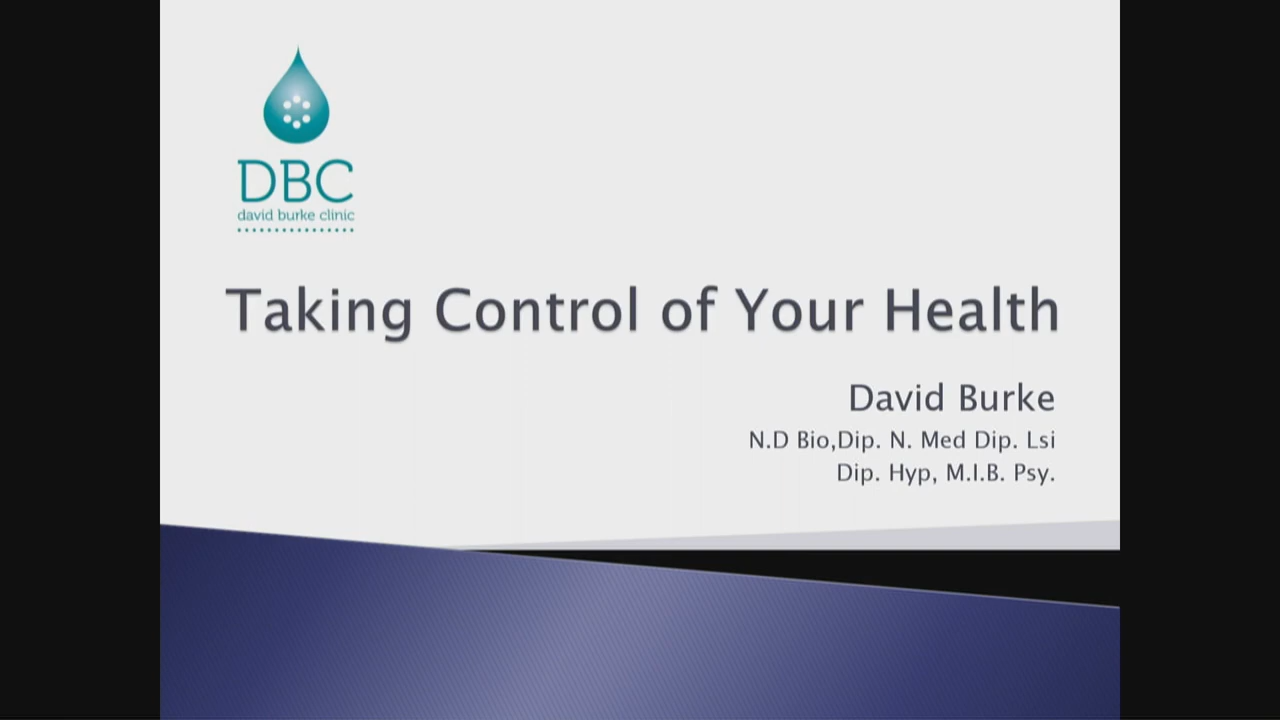 DBC
david burke clinic
Taking Control of Your Health
David Burke
N.D Bio,Dip. N. Med Dip. Lsi
Dip. Hyp, M.I.B. Psy.